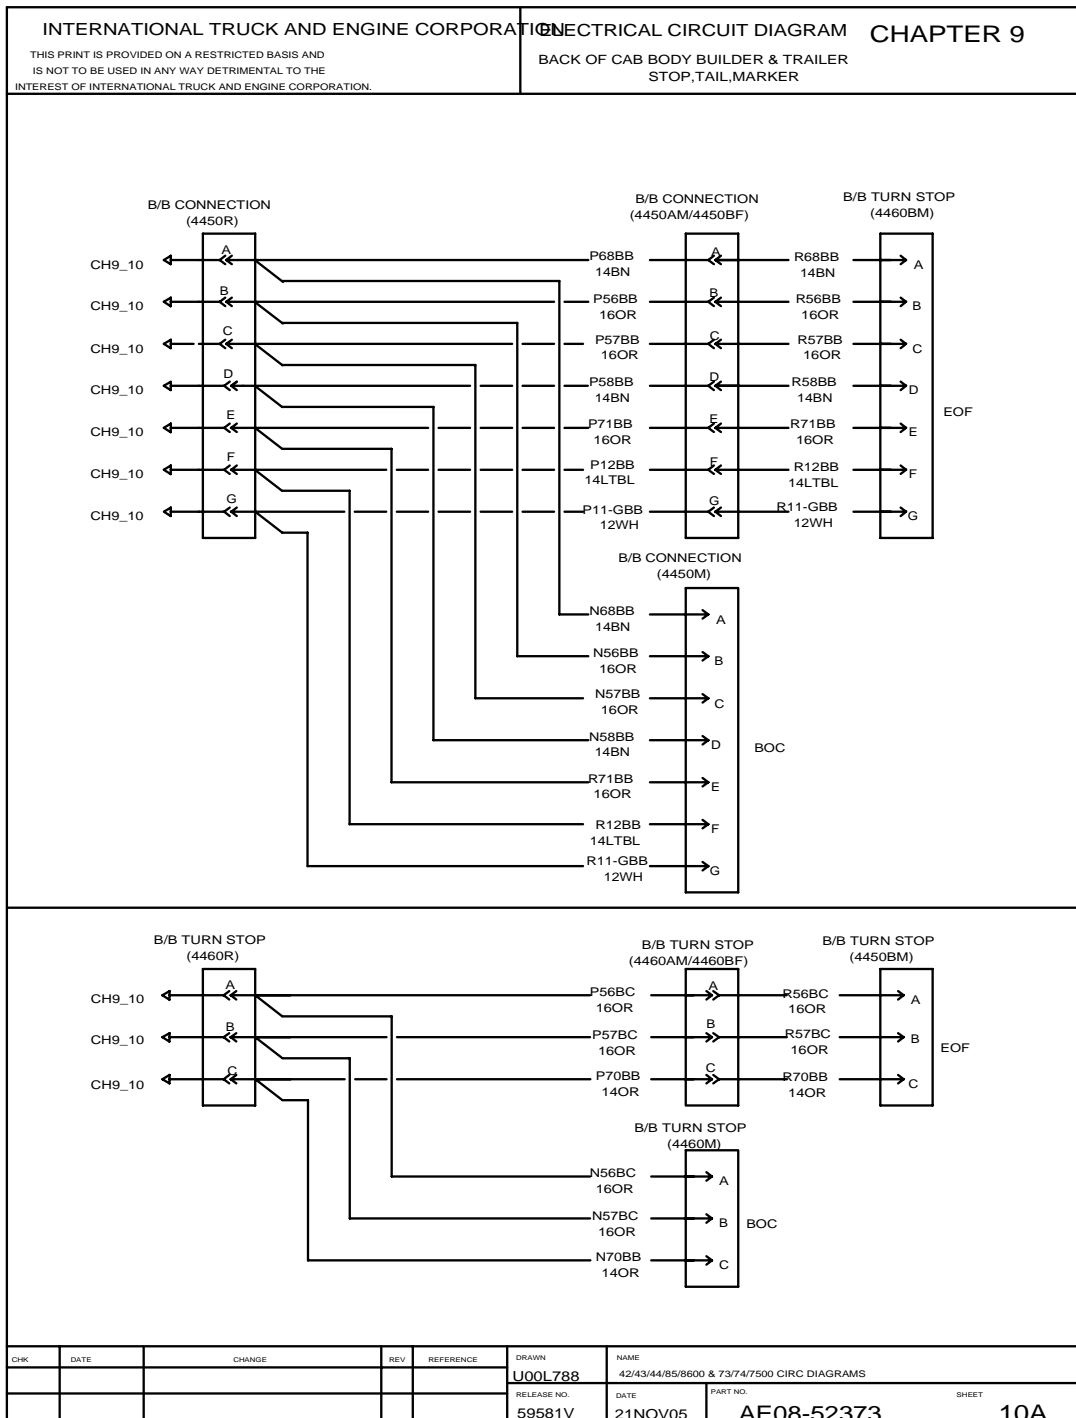 INTERNATIONAL TRUCK AND ENGINE CORPORATION
THIS PRINT IS PROVIDED ON A RESTRICTED BASIS AND
IS NOT TO BE USED IN ANY WAY DETRIMENTAL TO THE
INTEREST OF INTERNATIONAL TRUCK AND ENGINE CORPORATION.
ELECTRICAL CIRCUIT DIAGRAM
CHAPTER 9
BACK OF CAB BODY BUILDER & TRAILER
STOP,TAIL,MARKER
B/B CONNECTION
(4450R)
B/B CONNECTION
(4450AM/4450BF)
B/B TURN STOP
(4460BM)
CH9_10 A P68BB 14BN A R68BB 14BN A
CH9_10 B P56BB 16OR B R56BB 16OR B
CH9_10 C P57BB 16OR C R57BB 16OR C
CH9_10 D P58BB 14BN D R58BB 14BN D
EOF
CH9_10 E P71BB 16OR E R71BB 16OR E
CH9_10 F P12BB 14LTBL F R12BB 14LTBL F
CH9_10 G P11-GBB 12WH G R11-GBB 12WH G
B/B CONNECTION
(4450M)
N68BB 14BN A
N56BB 16OR B
N57BB 16OR C
N58BB 14BN D
BOC
R71BB 16OR E
R12BB 14LTBL F
R11-GBB 12WH G
B/B TURN STOP
(4460R)
B/B TURN STOP
(4460AM/4460BF)
B/B TURN STOP
(4450BM)
CH9_10 A P56BC 16OR A R56BC 16OR A
CH9_10 B P57BC 16OR B R57BC 16OR B
EOF
CH9_10 C P70BB 14OR C R70BB 14OR C
B/B TURN STOP
(4460M)
N56BC 16OR A
N57BC 16OR B
BOC
N70BB 14OR C
CHK DATE CHANGE REV REFERENCE
DRAWN
U00L788
NAME
42/43/44/85/8600 & 73/74/7500 CIRC DIAGRAMS
RELEASE NO.
59581V
DATE
21NOV05
PART NO.
AE08-52373
SHEET
10A